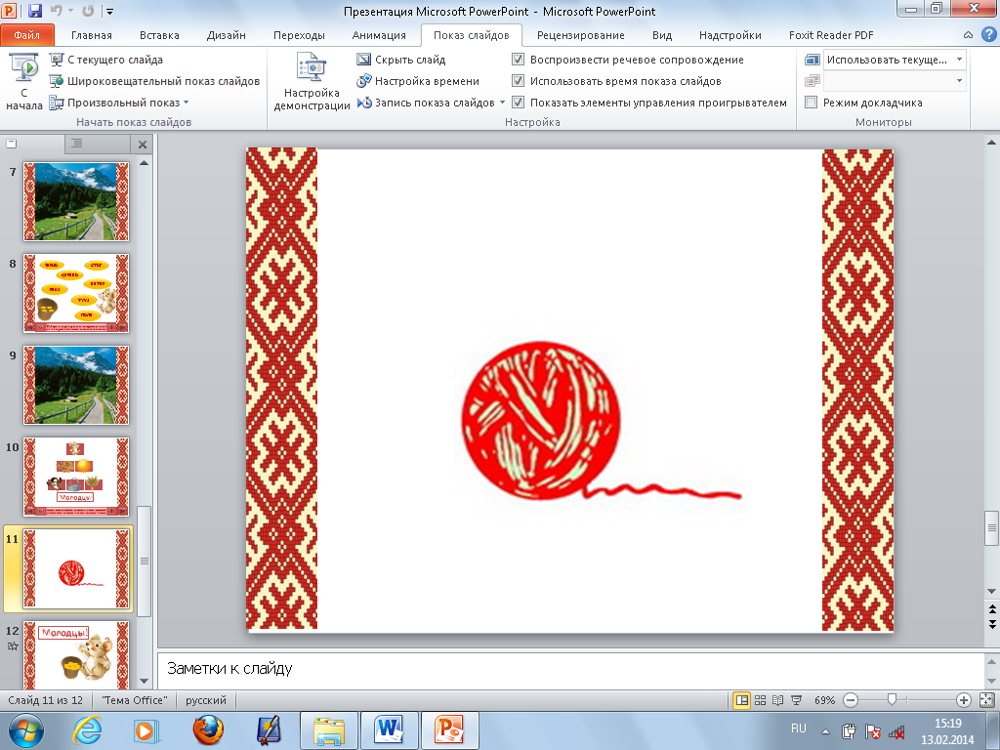 Презентация Microsoft PowerPoint - Microsoft PowerPoint
Файл Главная Вставка Дизайн Переходы Анимация Показ слайдов Рецензирование Вид Надстройки Foxit Reader PDF
С начала
С текущего слайда
Широковещательный показ слайдов
Произвольный показ
Начать показ слайдов
Настройка демонстрации
Скрыть слайд
Настройка времени
Запись показа слайдов
Воспроизвести речевое сопровождение
Использовать время показа слайдов
Показать элементы управления проигрывателем
Настройка
Использовать текуще...
Режим докладчика
Мониторы
7
8
9
10
Молодцы!
11
12
Молодцы!
Заметки к слайду
Слайд 11 из 12 "Тема Office" русский 69%
RU 15:19
13.02.2014